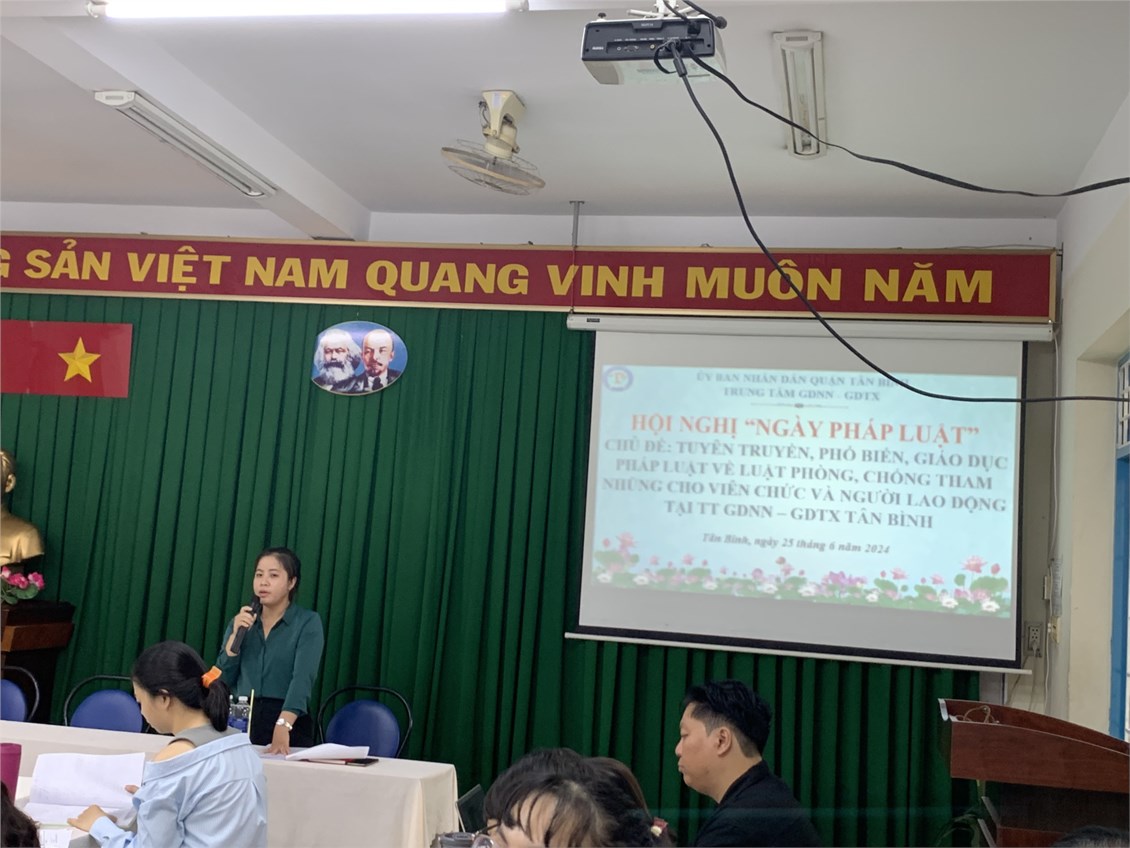 G SẢN VIỆT NAM QUANG VINH MUÔN NĂM
ỦY BAN NHÂN DÂN QUẬN TÂN BÌNH
TRUNG TÂM GDNN – GDTX
HỘI NGHỊ “NGÀY PHÁP LUẬT”
CHỦ ĐỀ: TUYÊN TRUYỀN, PHỔ BIẾN, GIÁO DỤC
PHÁP LUẬT VỀ LUẬT PHÒNG, CHỐNG THAM
NHŨNG CHO VIÊN CHỨC VÀ NGƯỜI LAO ĐỘNG
TẠI TT GDNN – GDTX TÂN BÌNH
Tân Bình, ngày 25 tháng 6 năm 2024